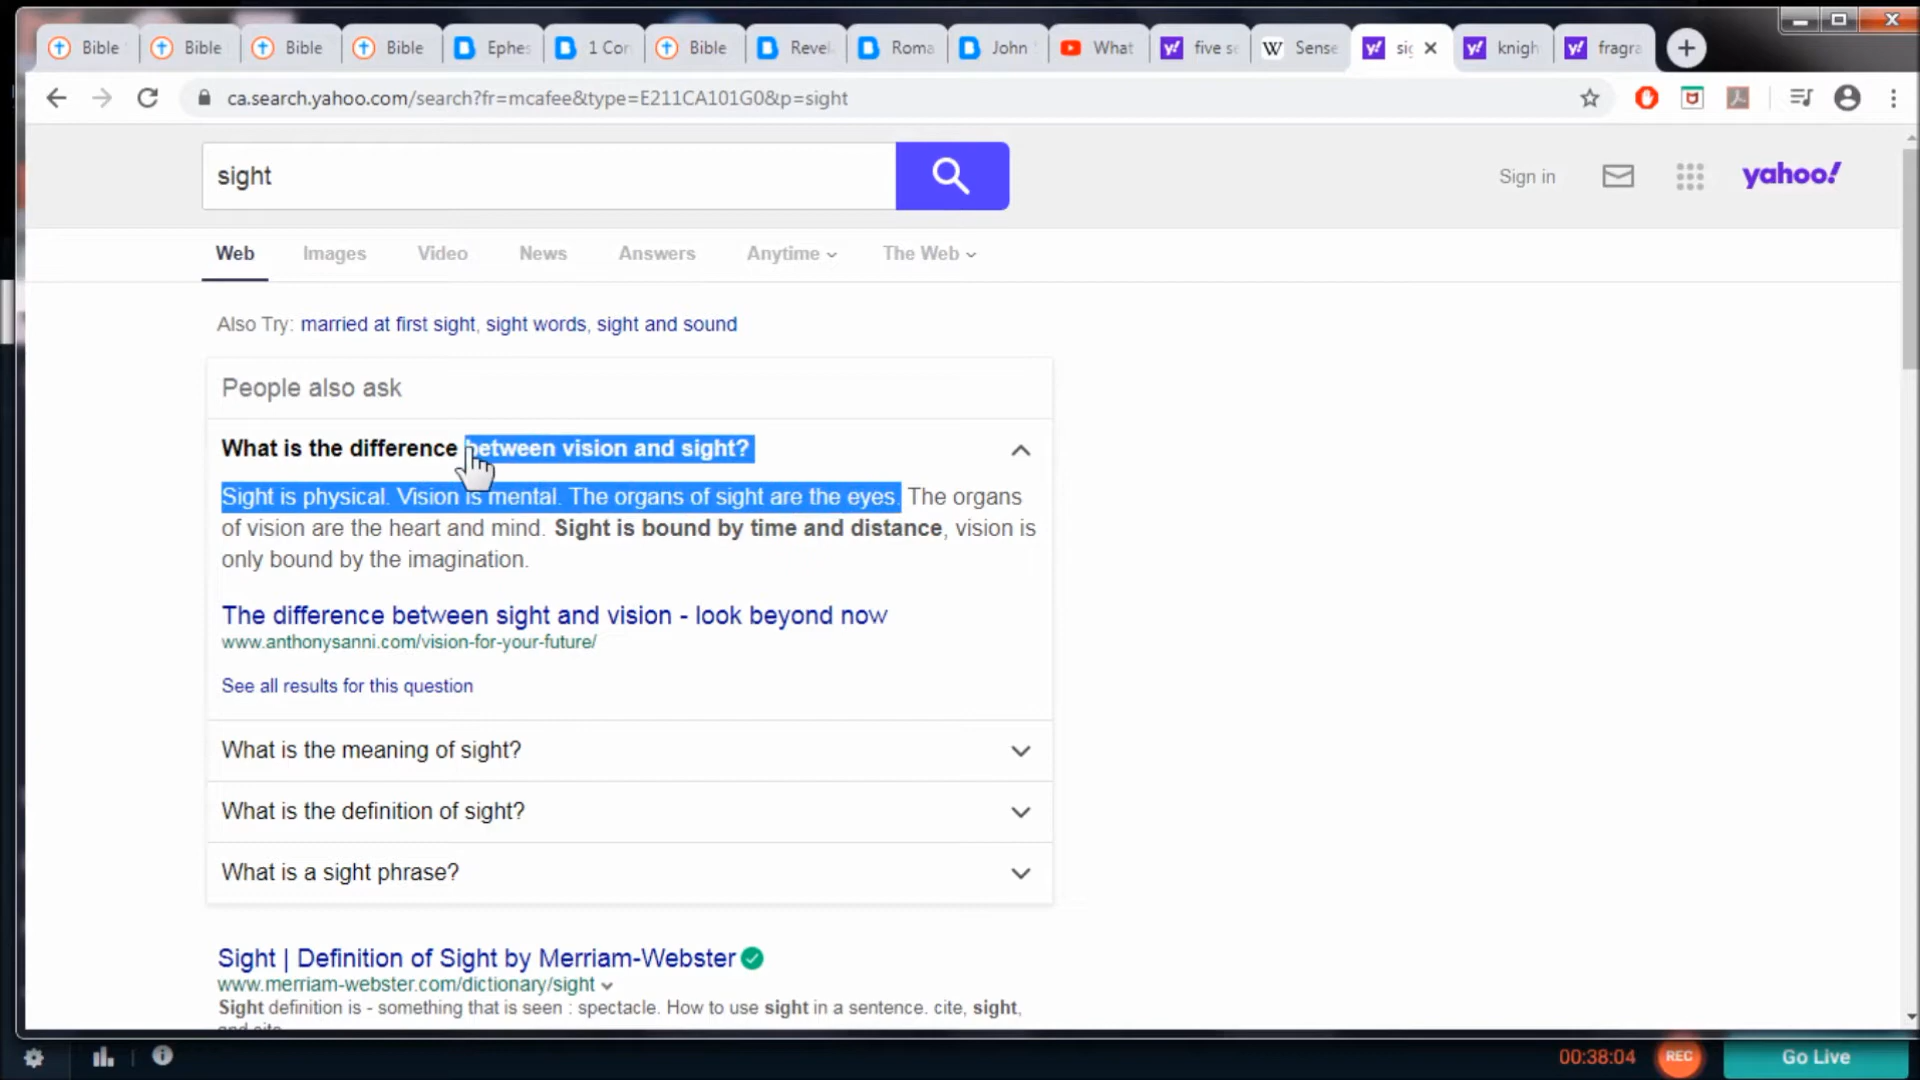 Bible
Bible
Bible
Bible
Ephes
1 Cor
Bible
Revel
Roma
John
What
five se
Sense
sig
knigh
fragra
ca.search.yahoo.com/search?fr=mcafee&type=E211CA101G0&p=sight
sight
Sign in
yahoo!
Web Images Video News Answers Anytime The Web
Also Try: married at first sight, sight words, sight and sound
People also ask
What is the difference between vision and sight?
Sight is physical. Vision is mental. The organs of sight are the eyes. The organs
of vision are the heart and mind. Sight is bound by time and distance, vision is
only bound by the imagination.
The difference between sight and vision - look beyond now
www.anthonysanni.com/vision-for-your-future/
See all results for this question
What is the meaning of sight?
What is the definition of sight?
What is a sight phrase?
Sight | Definition of Sight by Merriam-Webster
www.merriam-webster.com/dictionary/sight
Sight definition is - something that is seen : spectacle. How to use sight in a sentence. cite, sight,
and cite
00:38:04
REC
Go Live